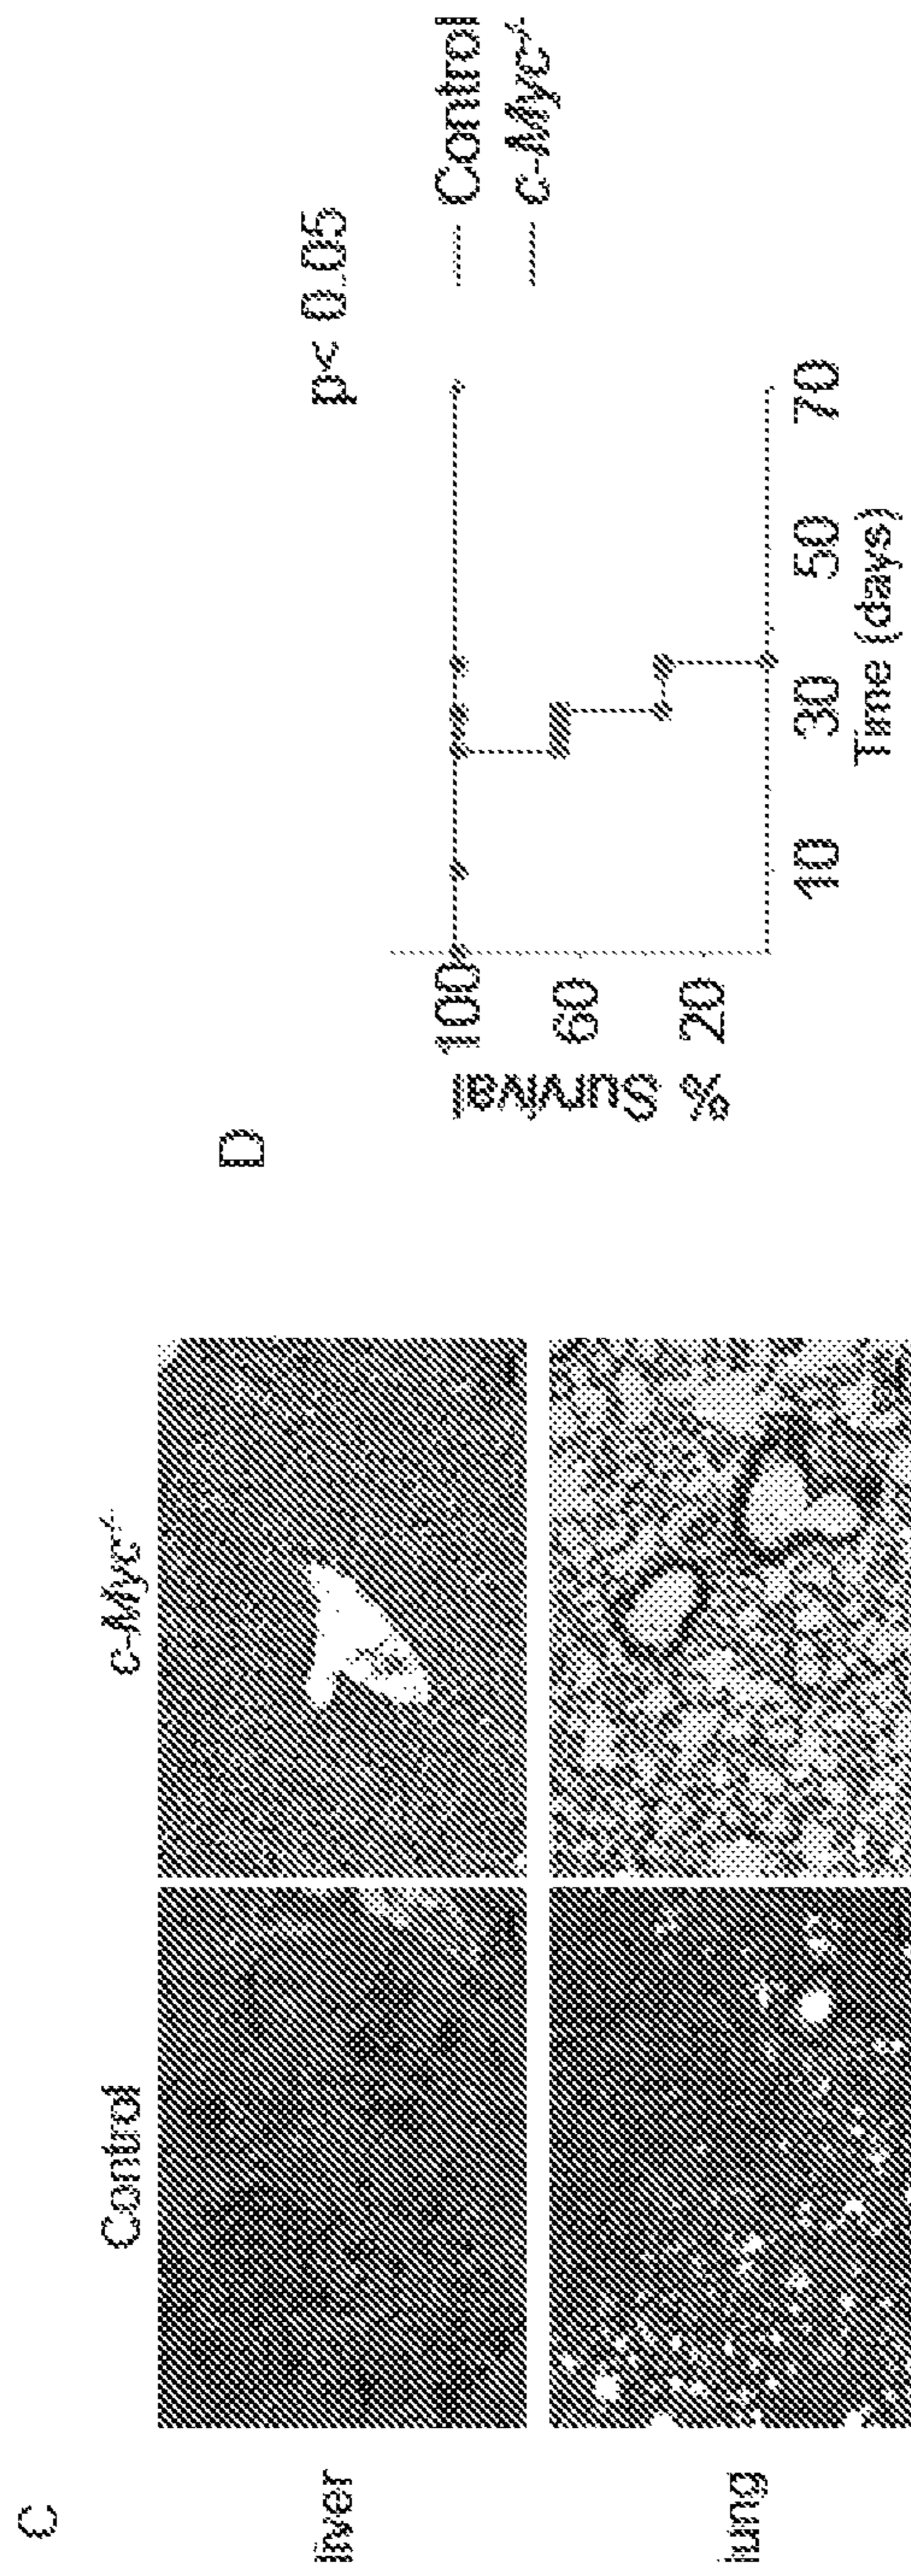 C
Control
c-Myc-/-
liver
lung
D
p< 0.05
Control
c-Myc-/-
% Survival
100
60
20
10
30
50
70
Time (days)